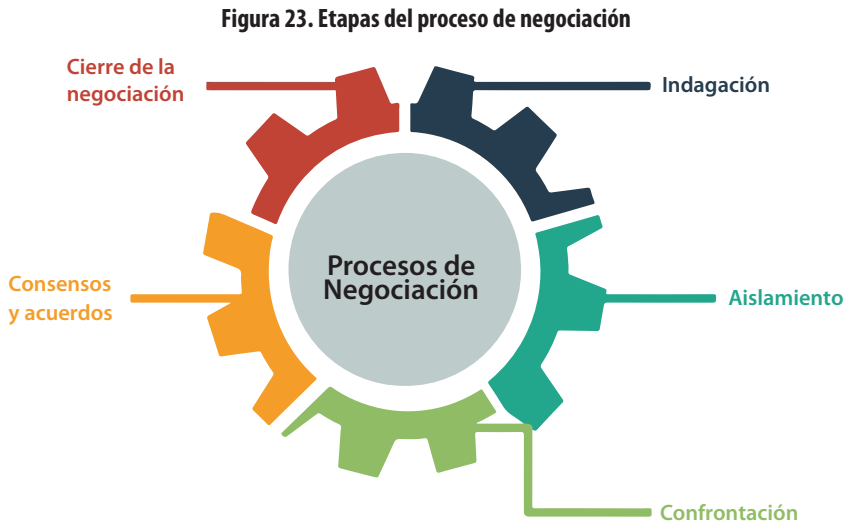 Figura 23. Etapas del proceso de negociación
Cierre de la
negociación
Indagación
Procesos de
Negociación
Consensos
y acuerdos
Aislamiento
Confrontación